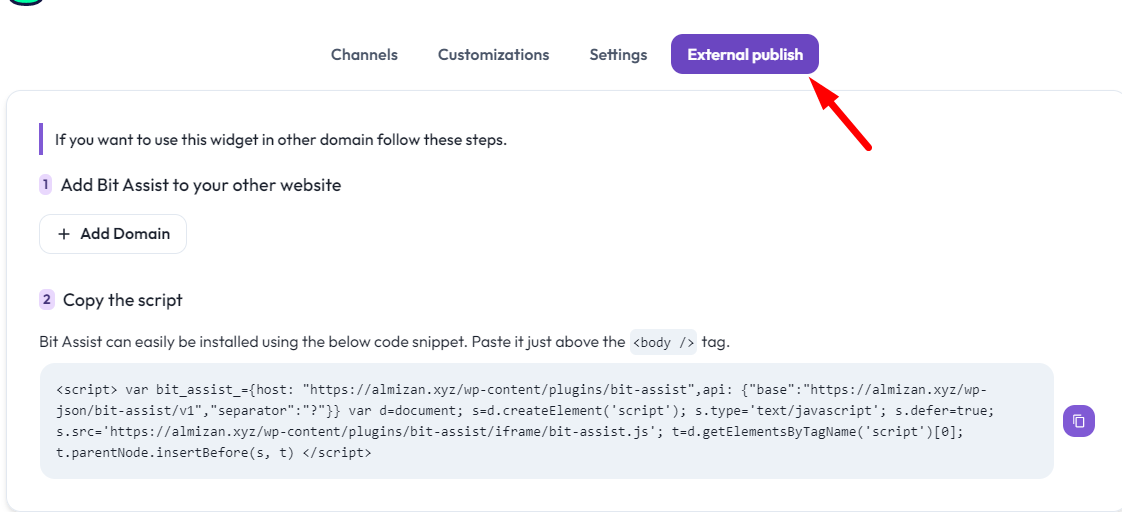 Channels Customizations Settings External publish
If you want to use this widget in other domain follow these steps.
1 Add Bit Assist to your other website
+ Add Domain
2 Copy the script
Bit Assist can easily be installed using the below code snippet. Paste it just above the <body /> tag.
<script> var bit_assist_={host: "https://almizan.xyz/wp-content/plugins/bit-assist",api: {"base":"https://almizan.xyz/wp-
json/bit-assist/v1","separator":"?"}} var d=document; s=d.createElement('script'); s.type='text/javascript'; s.defer=true;
s.src='https://almizan.xyz/wp-content/plugins/bit-assist/iframe/bit-assist.js'; t=d.getElementsByTagName('script')[0];
t.parentNode.insertBefore(s, t) </script>